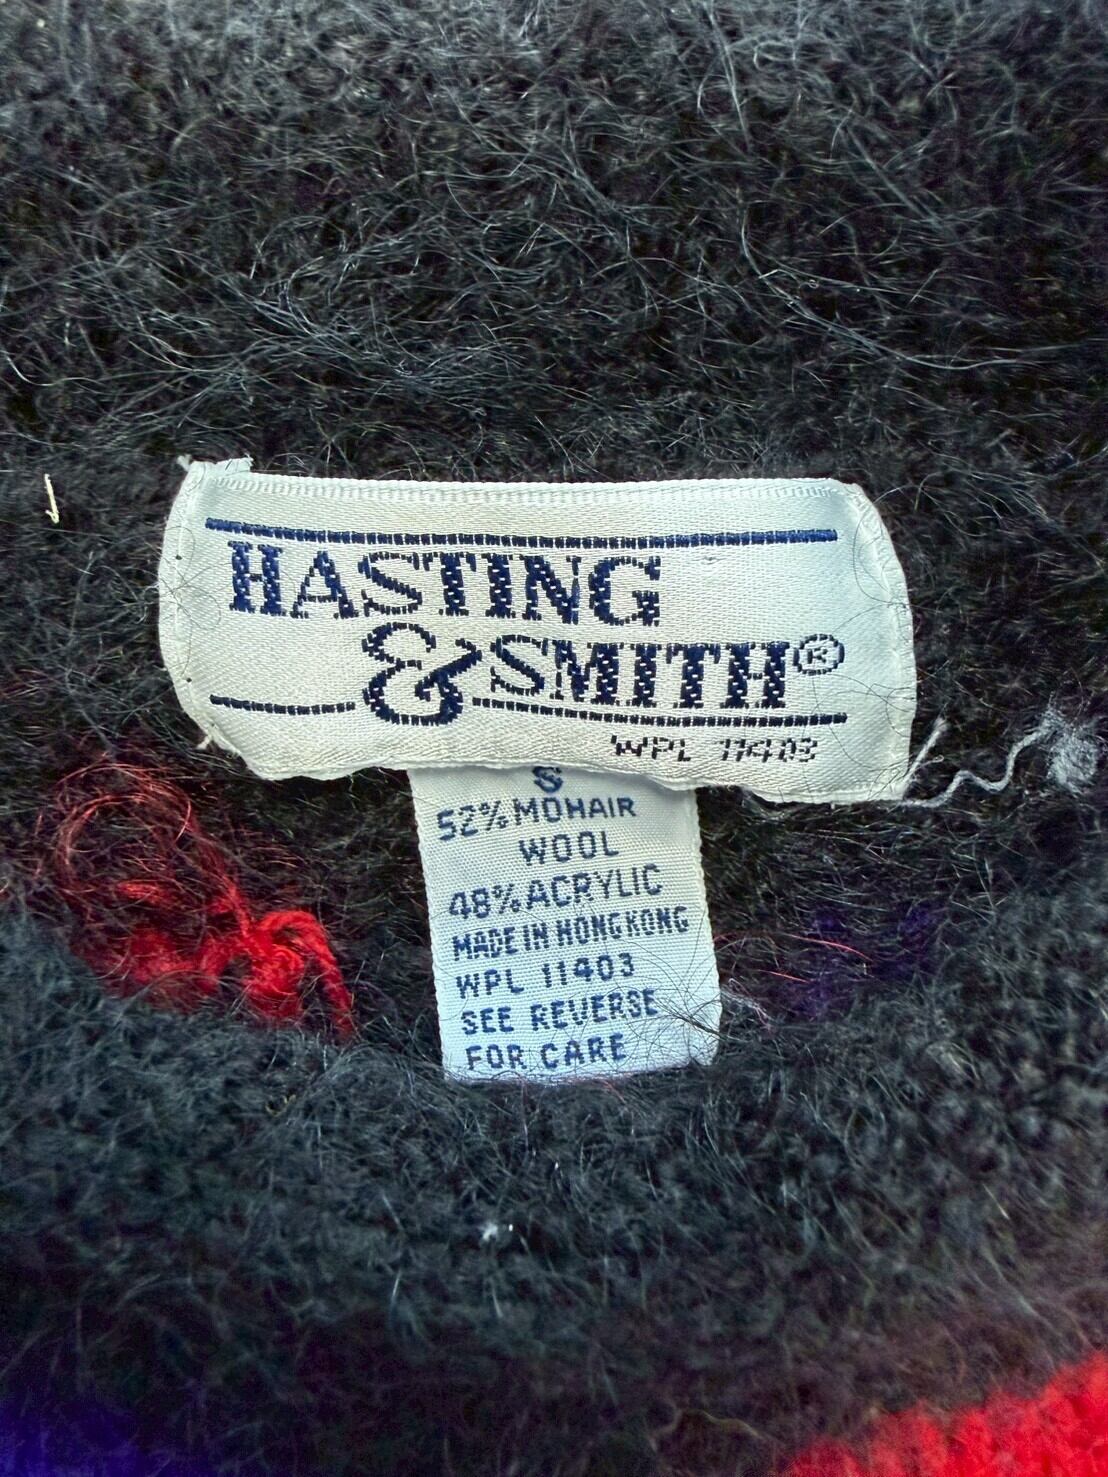 HASTING
& SMITH®
WPL 11403
S
52% MOHAIR
WOOL
48% ACRYLIC
MADE IN HONG KONG
WPL 11403
SEE REVERSE
FOR CARE